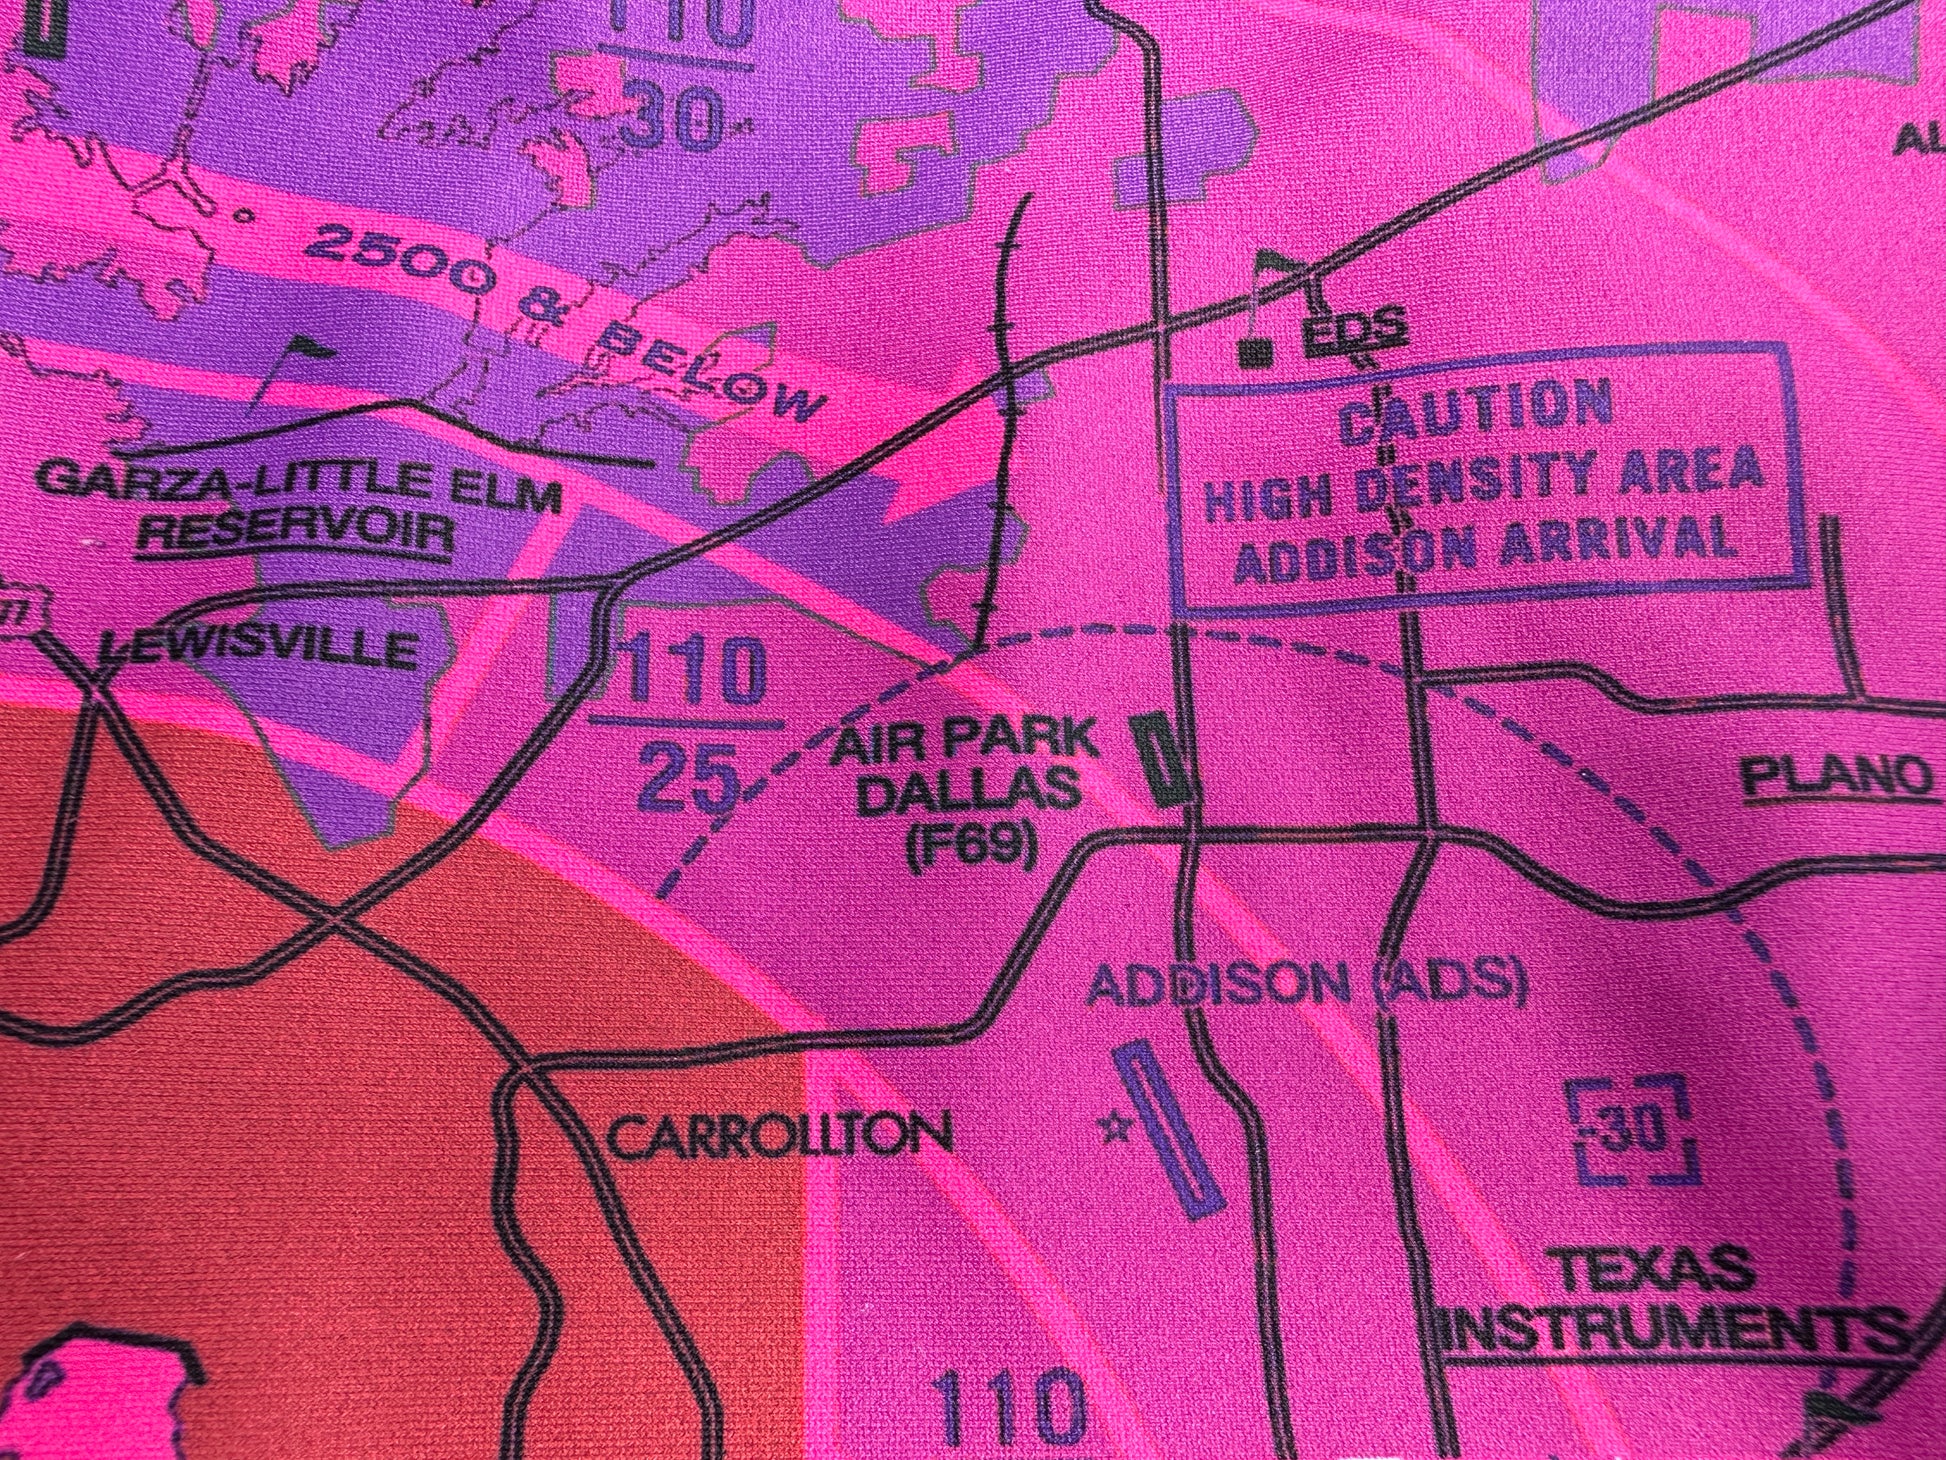 110
30
2500 & BELOW
EDS
CAUTION
HIGH DENSITY AREA
ADDISON ARRIVAL
GARZA-LITTLE ELM
RESERVOIR
LEWISVILLE
110
25
AIR PARK
DALLAS
(F69)
PLANO
ADDISON (ADS)
CARROLLTON
-30
TEXAS
INSTRUMENTS
110